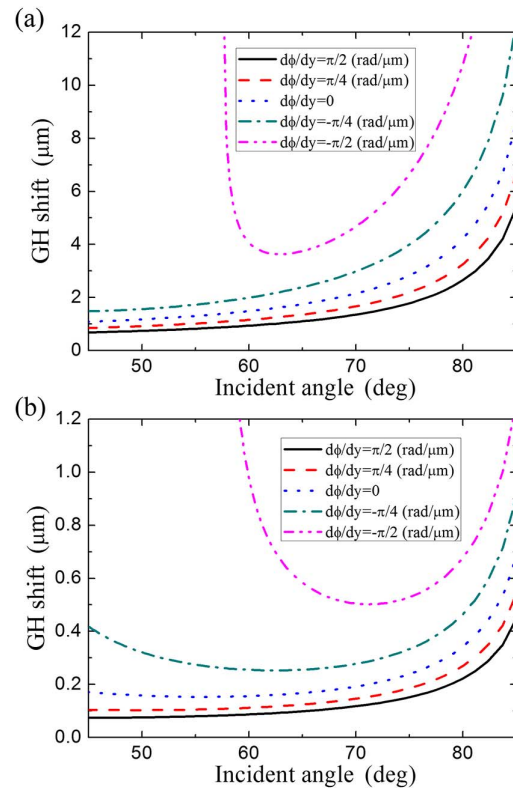 (a)
12
10
8
6
4
2
0
GH shift (μm)
dϕ/dy=π/2 (rad/μm)
dϕ/dy=π/4 (rad/μm)
dϕ/dy=0
dϕ/dy=-π/4 (rad/μm)
dϕ/dy=-π/2 (rad/μm)
50 60 70 80
Incident angle (deg)
(b)
1.2
1.0
0.8
0.6
0.4
0.2
0.0
GH shift (μm)
dϕ/dy=π/2 (rad/μm)
dϕ/dy=π/4 (rad/μm)
dϕ/dy=0
dϕ/dy=-π/4 (rad/μm)
dϕ/dy=-π/2 (rad/μm)
50 60 70 80
Incident angle (deg)